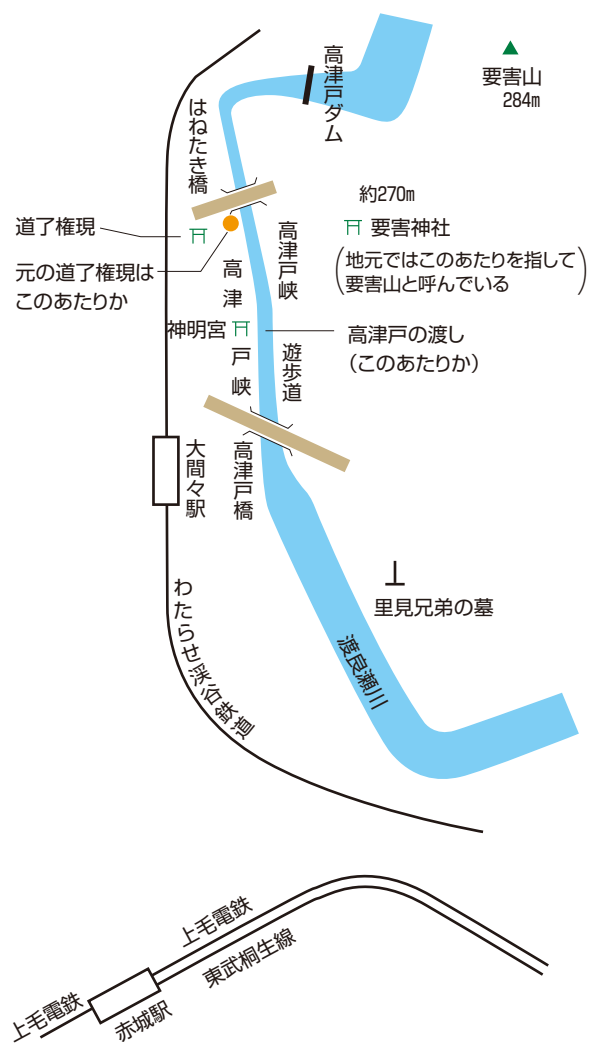 高津戸ダム
要害山
284m
はねたき橋
約270m
道了権現
要害神社
高津戸峡
元の道了権現は
このあたりか
(地元ではこのあたりを指して
要害山と呼んでいる)
高津戸峡
神明宮
高津戸の渡し
(このあたりか)
遊歩道
大間々駅
高津戸橋
里見兄弟の墓
わたらせ渓谷鉄道
渡良瀬川
上毛電鉄
東武桐生線
上毛電鉄
赤城駅